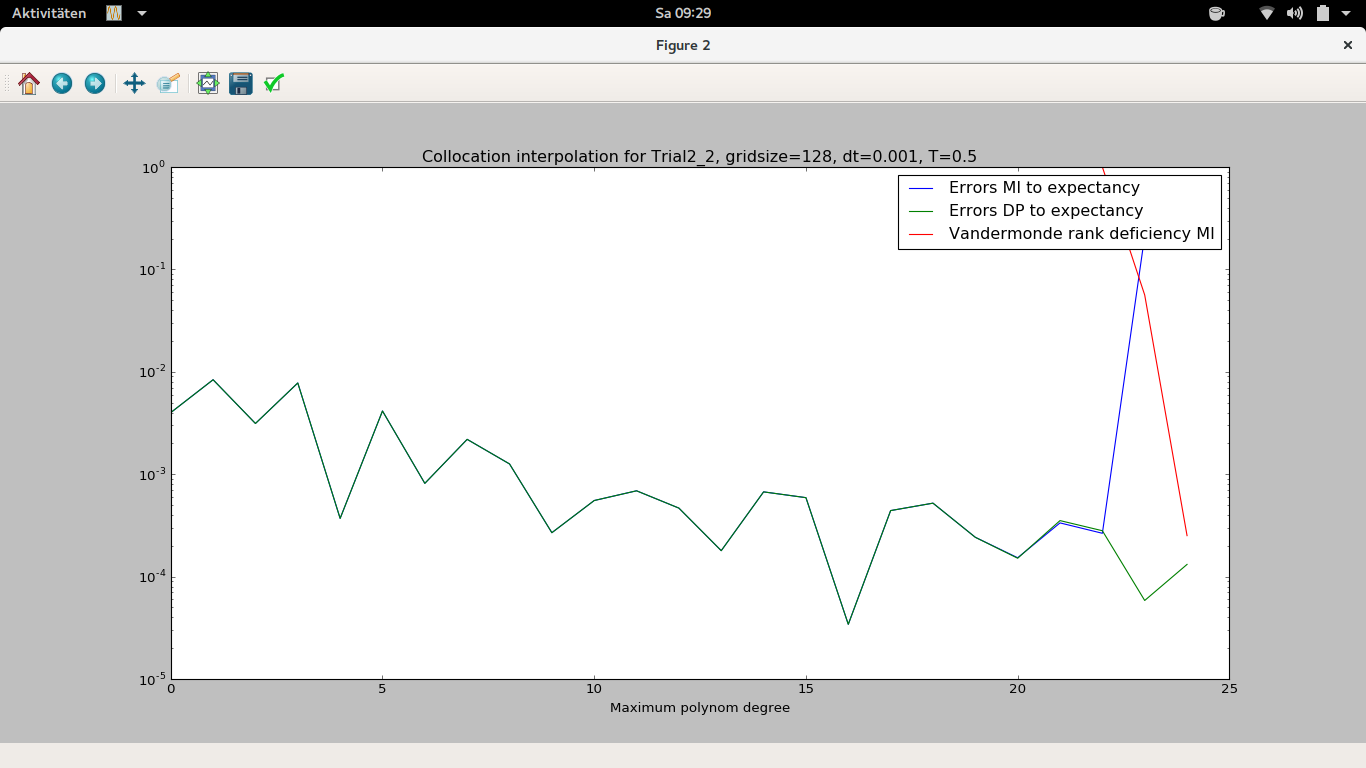 Aktivitäten
Sa 09:29
Figure 2
Collocation interpolation for Trial2_2, gridsize=128, dt=0.001, T=0.5
Errors MI to expectancy
Errors DP to expectancy
Vandermonde rank deficiency MI
10^0
10^-1
10^-2
10^-3
10^-4
10^-5
0 5 10 15 20 25
Maximum polynom degree